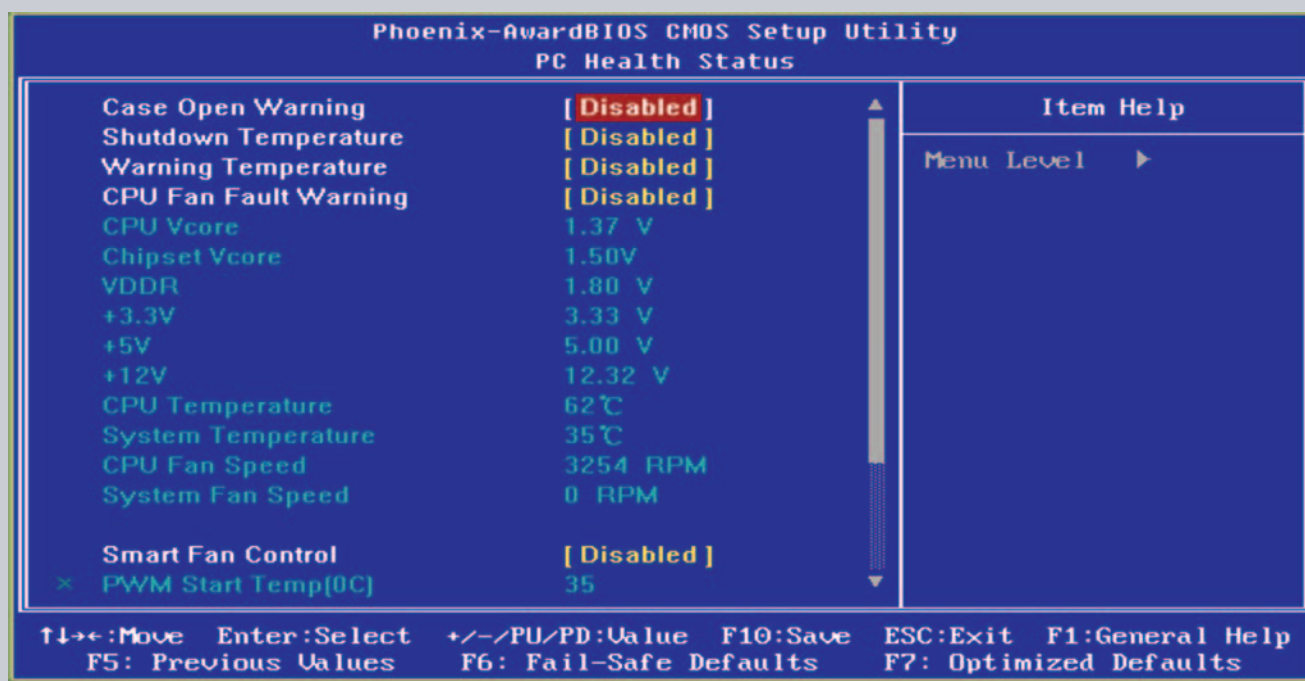 Phoenix-AwardBIOS CMOS Setup Utility
PC Health Status
Case Open Warning [Disabled]
Shutdown Temperature [Disabled]
Warning Temperature [Disabled]
CPU Fan Fault Warning [Disabled]
CPU Vcore 1.37 V
Chipset Vcore 1.50V
VDDR 1.80 V
+3.3V 3.33 V
+5V 5.00 V
+12V 12.32 V
CPU Temperature 62℃
System Temperature 35℃
CPU Fan Speed 3254 RPM
System Fan Speed 0 RPM
Smart Fan Control [Disabled]
× PWM Start Temp(0C) 35
Item Help
Menu Level ▶
↑↓→←:Move Enter:Select +/-/PU/PD:Value F10:Save ESC:Exit F1:General Help
F5: Previous Values F6: Fail-Safe Defaults F7: Optimized Defaults